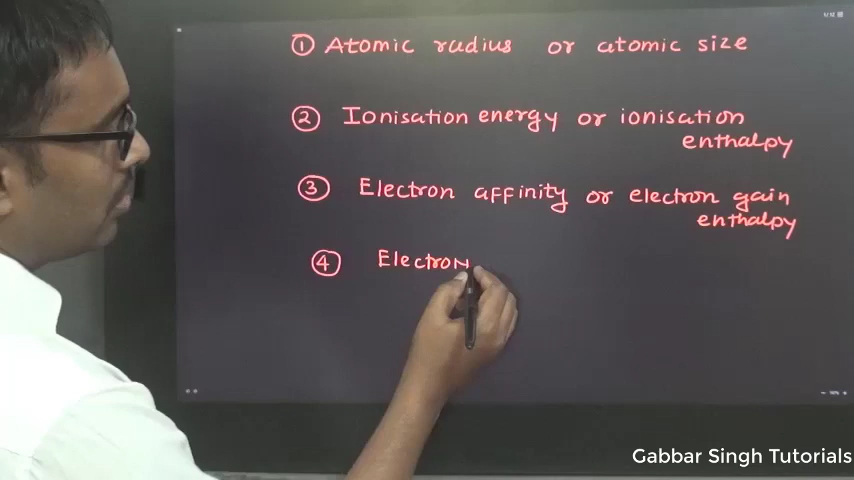 ① Atomic radius or atomic size
② Ionisation energy or ionisation
enthalpy
③ Electron affinity or electron gain
enthalpy
④ Electron
Gabbar Singh Tutorials